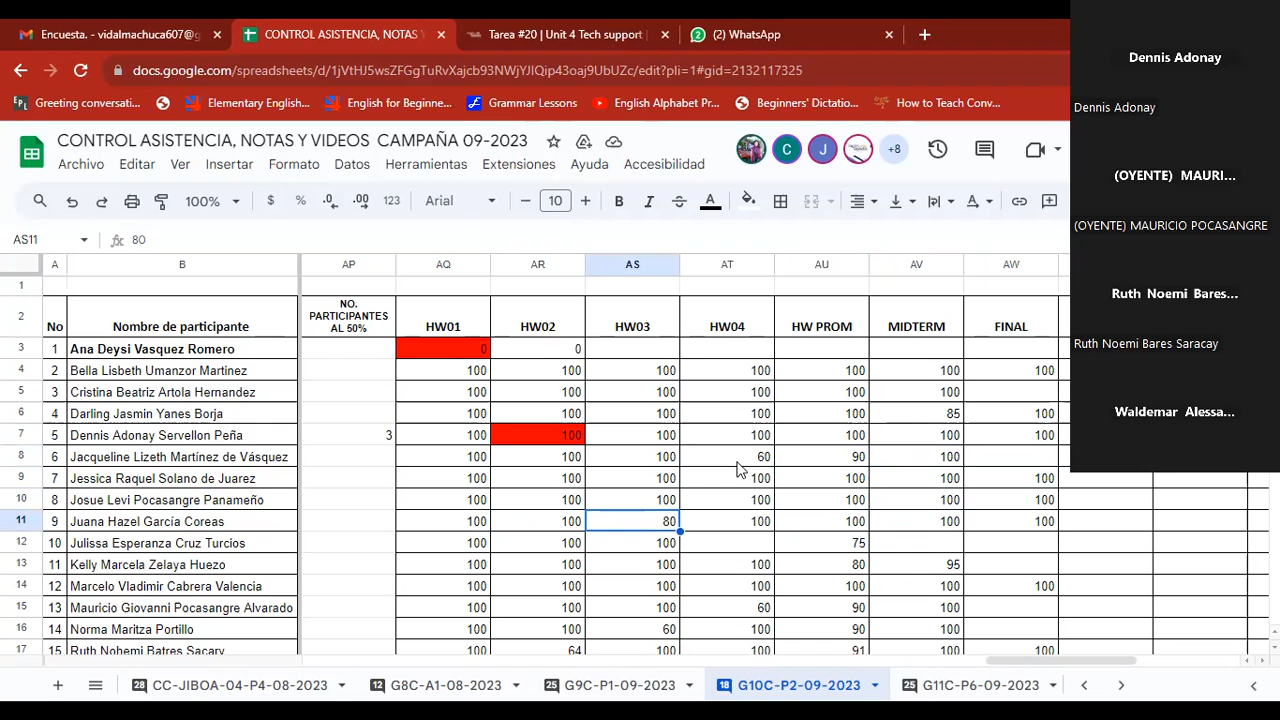 Encuesta. - vidalmachuca607@g
CONTROL ASISTENCIA, NOTAS Y
Tarea #20 | Unit 4 Tech support |
(2) WhatsApp
docs.google.com/spreadsheets/d/1jVtHJ5wsZFGgTuRvXajcb93NWjYJIQip43oaj9UbUZc/edit?pli=1#gid=2132117325
Greeting conversati...
Elementary English...
English for Beginne...
Grammar Lessons
English Alphabet Pr...
Beginners' Dictatio...
How to Teach Conv...
CONTROL ASISTENCIA, NOTAS Y VIDEOS CAMPAÑA 09-2023
+8
Archivo Editar Ver Insertar Formato Datos Herramientas Extensiones Ayuda Accesibilidad
100% $ % .0 .00 123 Arial 10 B I S A
AS11 fx 80
A B AP AQ AR AS AT AU AV AW
1
2 No Nombre de participante NO. PARTICIPANTES AL 50% HW01 HW02 HW03 HW04 HW PROM MIDTERM FINAL
3 1 Ana Deysi Vasquez Romero 0 0
4 2 Bella Lisbeth Umanzor Martinez 100 100 100 100 100 100 100
5 3 Cristina Beatriz Artola Hernandez 100 100 100 100 100 100
6 4 Darling Jasmin Yanes Borja 100 100 100 100 100 85 100
7 5 Dennis Adonay Servellon Peña 3 100 100 100 100 100 100 100
8 6 Jacqueline Lizeth Martínez de Vásquez 100 100 100 60 90 100
9 7 Jessica Raquel Solano de Juarez 100 100 100 100 100 100 100
10 8 Josue Levi Pocasangre Panameño 100 100 100 100 100 100 100
11 9 Juana Hazel García Coreas 100 100 80 100 100 100 100
12 10 Julissa Esperanza Cruz Turcios 100 100 100 75
13 11 Kelly Marcela Zelaya Huezo 100 100 100 100 80 95
14 12 Marcelo Vladimir Cabrera Valencia 100 100 100 100 100 100 100
15 13 Mauricio Giovanni Pocasangre Alvarado 100 100 100 60 90 100
16 14 Norma Maritza Portillo 100 100 60 100 90 100
17 15 Ruth Nohemi Batres Sacary 100 64 100 100 91 100 100
28 CC-JIBOA-04-P4-08-2023
12 G8C-A1-08-2023
25 G9C-P1-09-2023
18 G10C-P2-09-2023
25 G11C-P6-09-2023
Dennis Adonay
Dennis Adonay
(OYENTE) MAURI...
(OYENTE) MAURICIO POCASANGRE
Ruth Noemi Bares...
Ruth Noemi Bares Saracay
Waldemar Alessa...